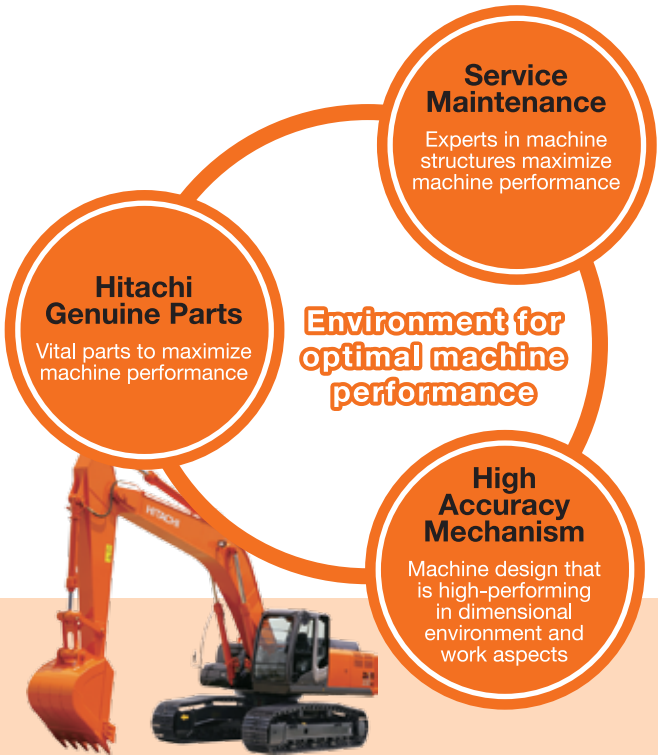 Service
Maintenance
Experts in machine
structures maximize
machine performance
Hitachi
Genuine Parts
Vital parts to maximize
machine performance
Environment for
optimal machine
performance
High
Accuracy
Mechanism
Machine design that
is high-performing
in dimensional
environment and
work aspects
HITACHI